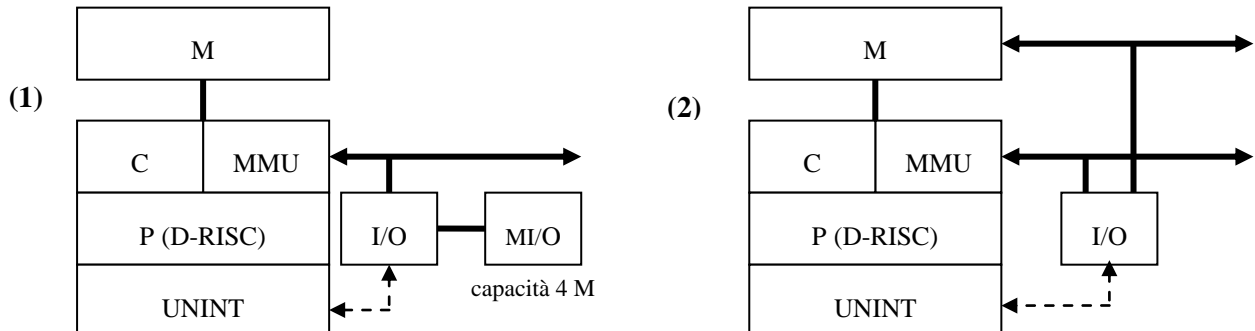 (1)
M
C MMU
P (D-RISC)
UNINT
I/O MI/O
capacità 4 M
(2)
M
C MMU
P (D-RISC)
UNINT
I/O